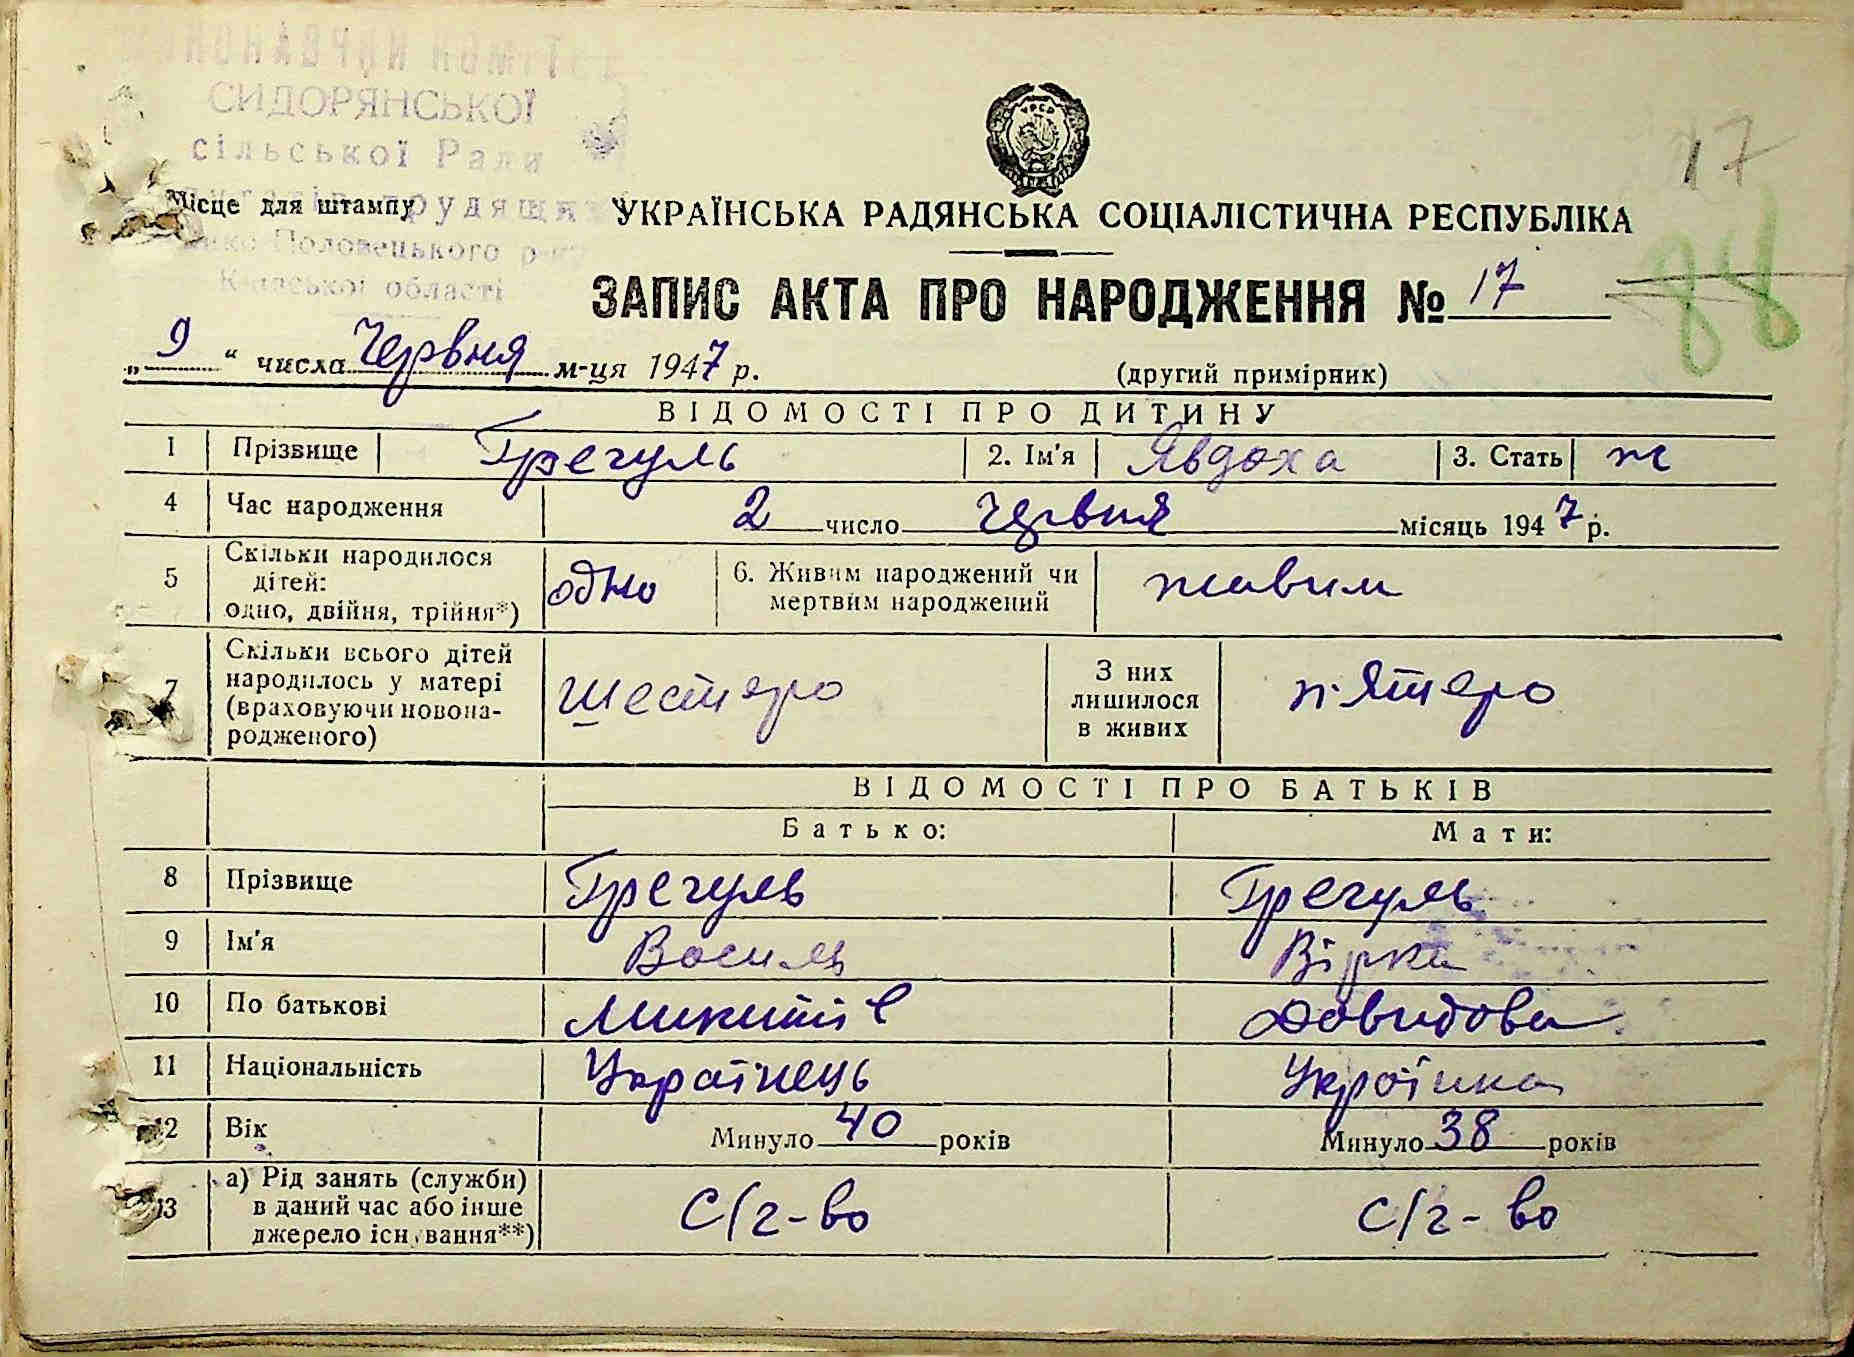 СИДОРЯНСЬКОЇ
сільської Ради
трудящих
Половецького р-ну
Київської області
Місце для штампу
17
УКРАЇНСЬКА РАДЯНСЬКА СОЦІАЛІСТИЧНА РЕСПУБЛІКА
ЗАПИС АКТА ПРО НАРОДЖЕННЯ № 17
„9“ числа Червня м-ця 1947 р.
(другий примірник)
ВІДОМОСТІ ПРО ДИТИНУ
1 Прізвище Грегуль 2. Ім'я Явдоха 3. Стать ж
4 Час народження 2 число червня місяць 1947 р.
5 Скільки народилося дітей: одно, двійня, трійня*) одно 6. Живим народжений чи мертвим народжений живим
7 Скільки всього дітей народилось у матері (враховуючи новонародженого) шестеро З них лишилося в живих п'ятеро
ВІДОМОСТІ ПРО БАТЬКІВ
Батько: Мати:
8 Прізвище Грегуль Грегуль
9 Ім'я Василь Вірка
10 По батькові Микитів Давидова
11 Національність Українець Українка
12 Вік Минуло 40 років Минуло 38 років
13 а) Рід занять (служби) в даний час або інше джерело існування**) С/г-во С/г-во